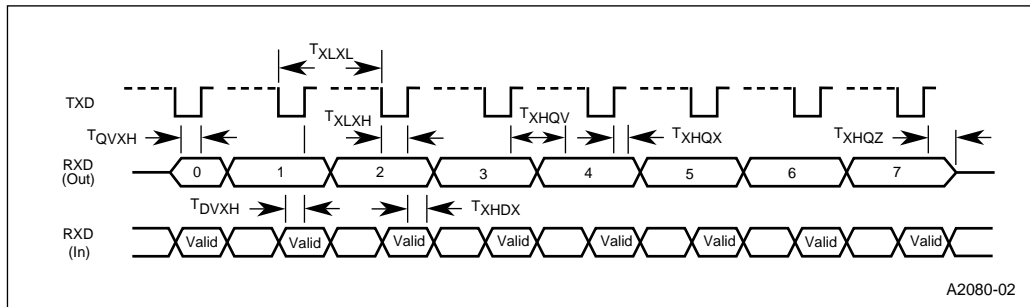 TXLXL
TXD
TXLXH
TXHQV
TQVXH
TXHQX
TXHQZ
RXD
(Out)
0 1 2 3 4 5 6 7
TDVXH
TXHDX
RXD
(In)
Valid Valid Valid Valid Valid Valid Valid Valid
A2080-02